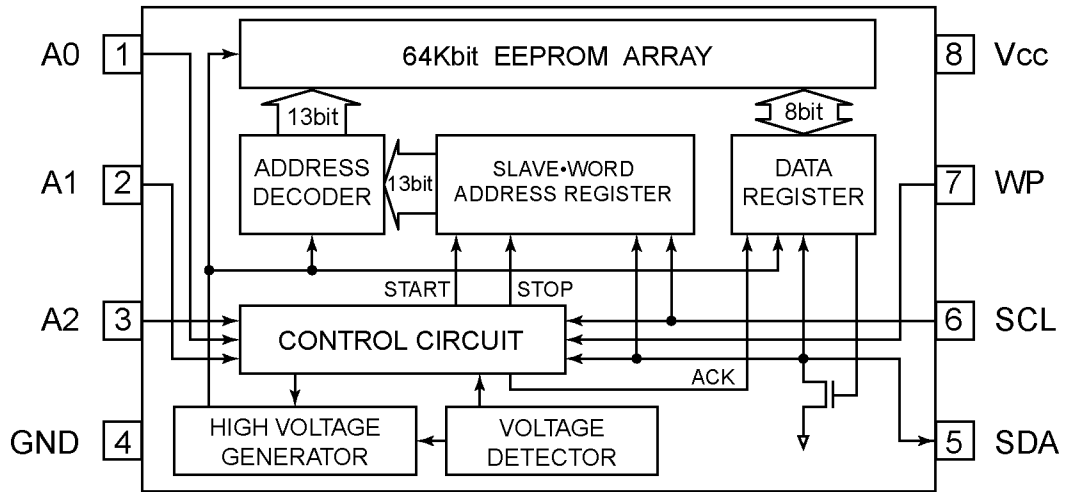 A0 1
64Kbit EEPROM ARRAY
8 Vcc
13bit
8bit
A1 2
ADDRESS
DECODER
13bit
SLAVE•WORD
ADDRESS REGISTER
DATA
REGISTER
7 WP
START
STOP
A2 3
CONTROL CIRCUIT
6 SCL
ACK
GND 4
HIGH VOLTAGE
GENERATOR
VOLTAGE
DETECTOR
5 SDA